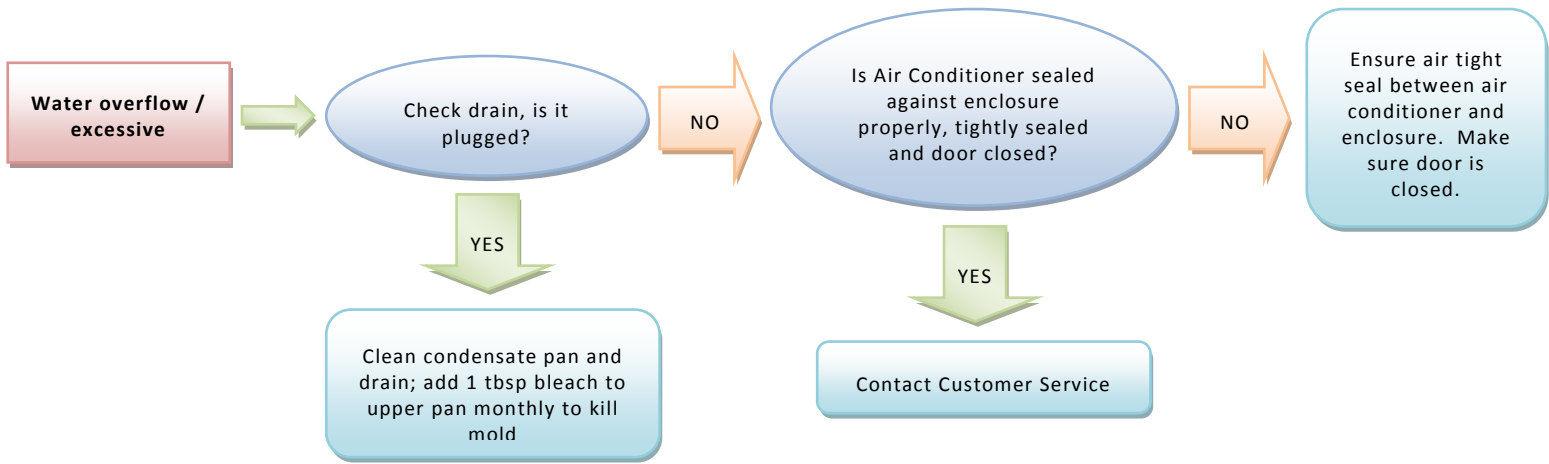 Water overflow /
excessive
Check drain, is it
plugged?
NO
Is Air Conditioner sealed
against enclosure
properly, tightly sealed
and door closed?
NO
Ensure air tight
seal between air
conditioner and
enclosure. Make
sure door is
closed.
YES
YES
Clean condensate pan and
drain; add 1 tbsp bleach to
upper pan monthly to kill
mold
Contact Customer Service